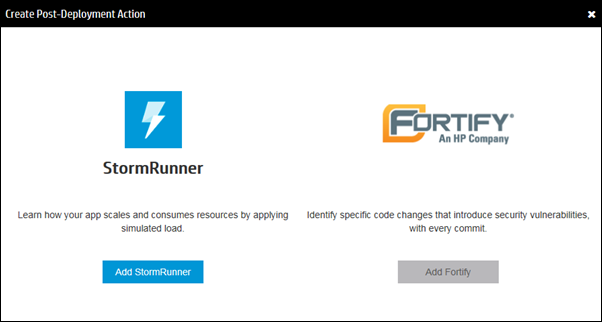 Create Post-Deployment Action
StormRunner
Learn how your app scales and consumes resources by applying
simulated load.
Add StormRunner
FORTIFY®
An HP Company
Identify specific code changes that introduce security vulnerabilities,
with every commit.
Add Fortify